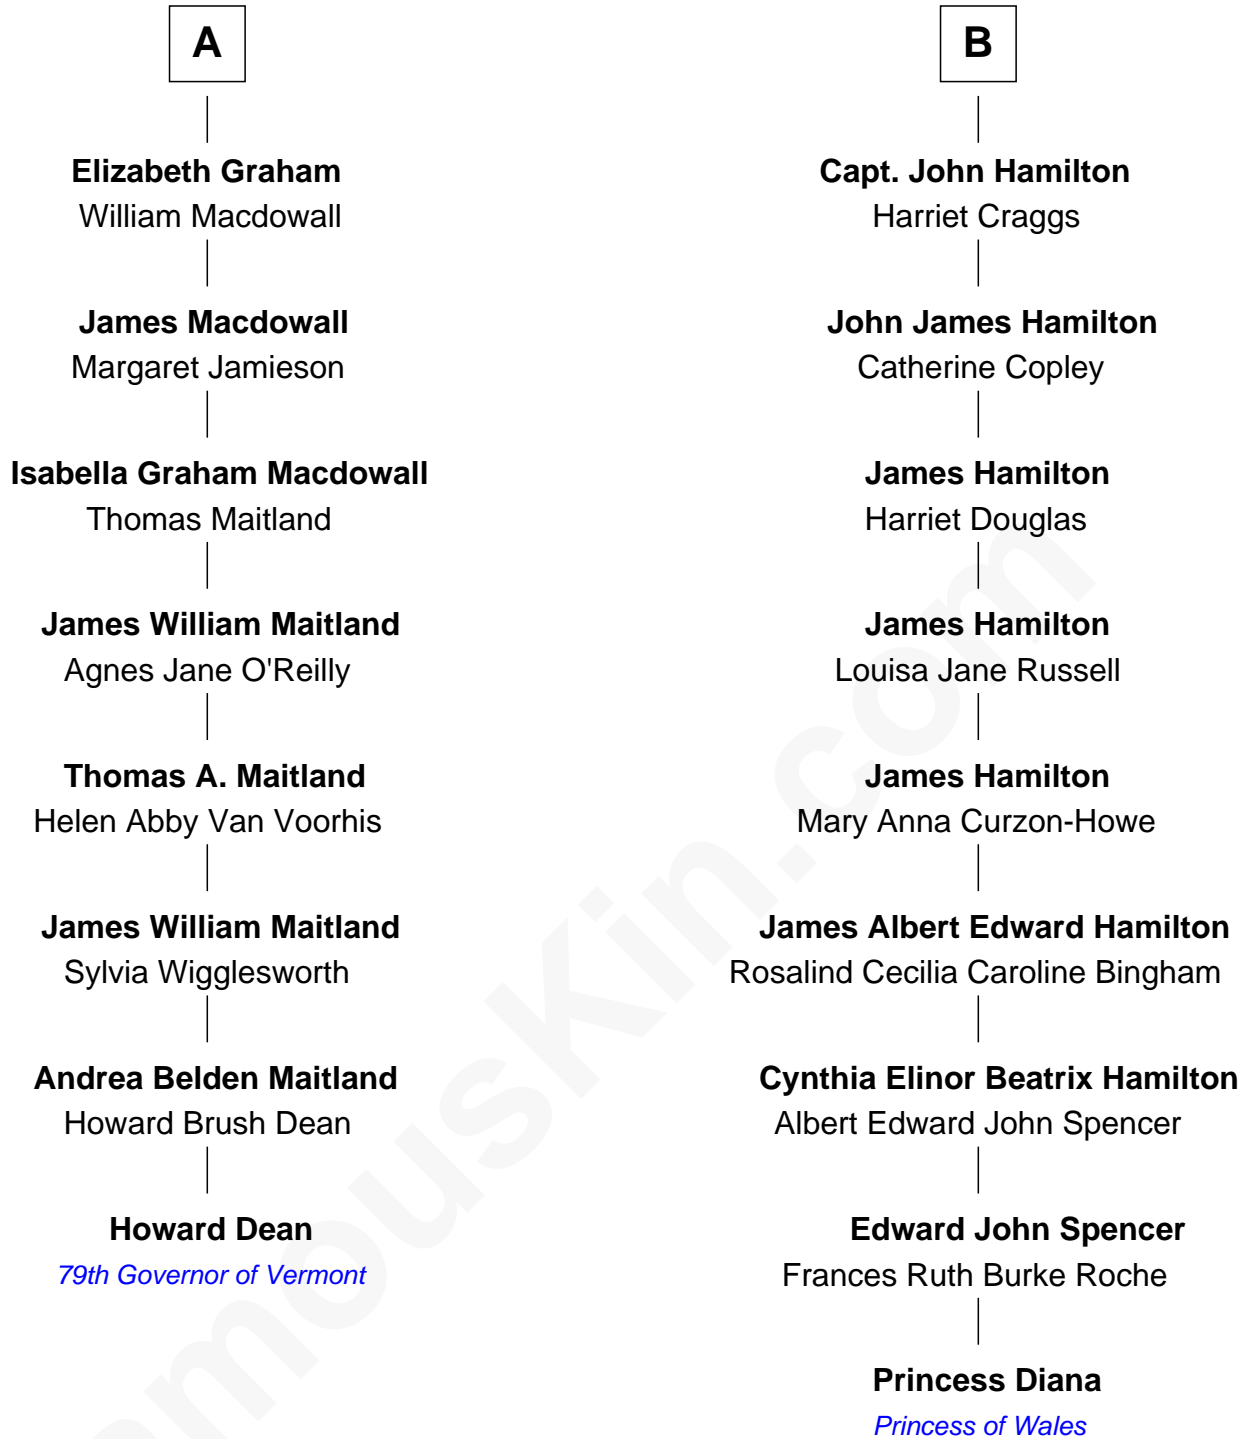 A
Elizabeth Graham
William Macdowall
James Macdowall
Margaret Jamieson
Isabella Graham Macdowall
Thomas Maitland
James William Maitland
Agnes Jane O'Reilly
Thomas A. Maitland
Helen Abby Van Voorhis
James William Maitland
Sylvia Wigglesworth
Andrea Belden Maitland
Howard Brush Dean
Howard Dean
79th Governor of Vermont
B
Capt. John Hamilton
Harriet Craggs
John James Hamilton
Catherine Copley
James Hamilton
Harriet Douglas
James Hamilton
Louisa Jane Russell
James Hamilton
Mary Anna Curzon-Howe
James Albert Edward Hamilton
Rosalind Cecilia Caroline Bingham
Cynthia Elinor Beatrix Hamilton
Albert Edward John Spencer
Edward John Spencer
Frances Ruth Burke Roche
Princess Diana
Princess of Wales
amouskin.com